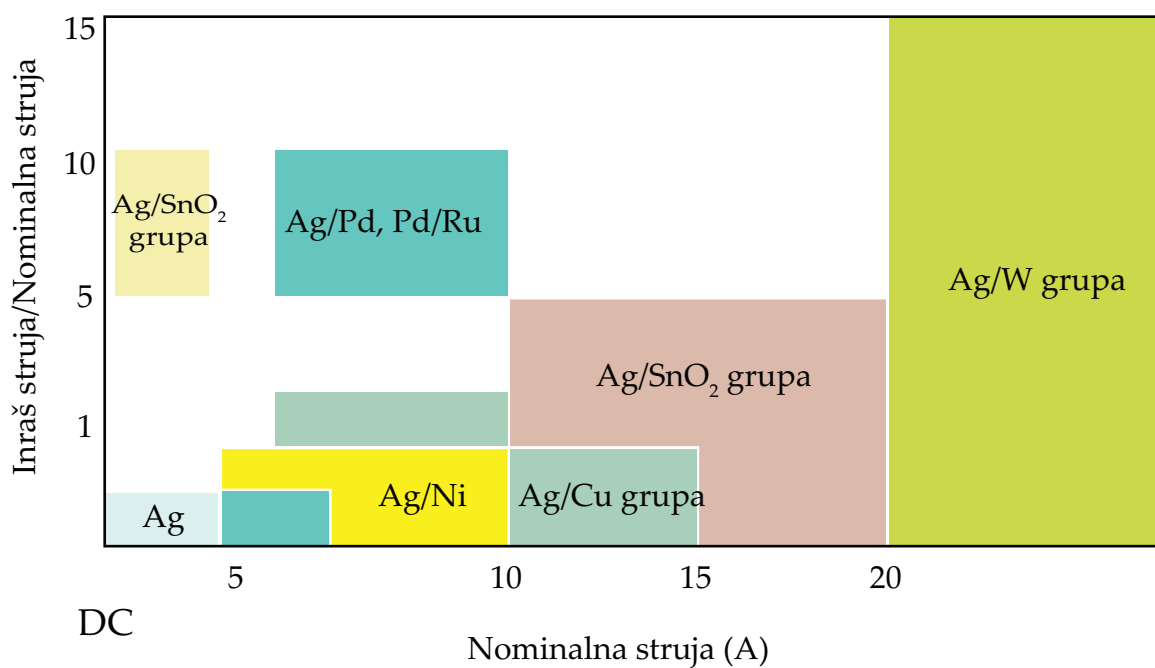 15
10
5
1
Inraš struja/Nominalna struja
Ag/SnO₂
grupa
Ag/Pd, Pd/Ru
Ag/W grupa
Ag/SnO₂ grupa
Ag
Ag/Ni
Ag/Cu grupa
5
10
15
20
DC
Nominalna struja (A)